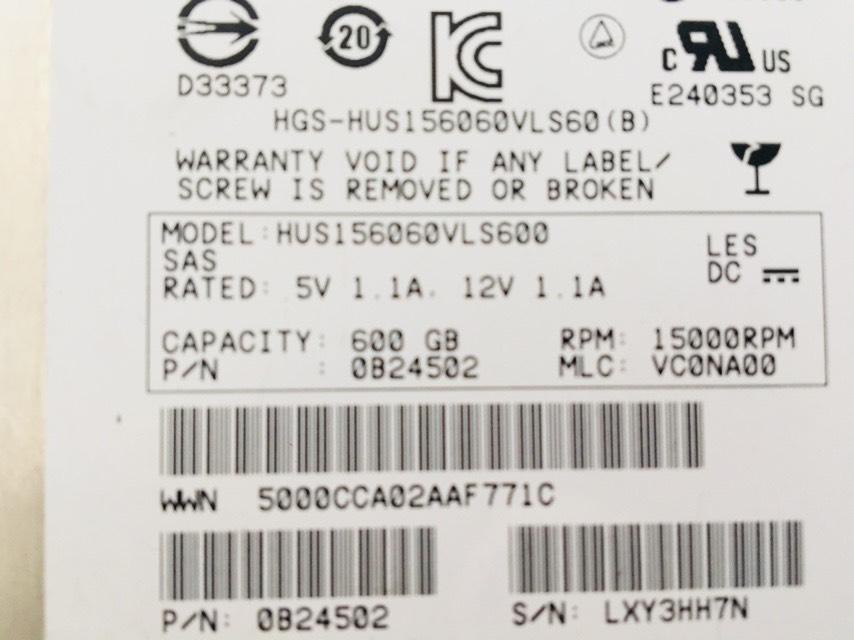 20
D33373
C US
E240353 SG
HGS-HUS156060VLS60(B)
WARRANTY VOID IF ANY LABEL/
SCREW IS REMOVED OR BROKEN
MODEL:HUS156060VLS600
SAS
LES
DC
RATED: 5V 1.1A. 12V 1.1A
CAPACITY: 600 GB RPM: 15000RPM
P/N : 0B24502 MLC: VC0NA00
WWN 5000CCA02AAF771C
P/N: 0B24502 S/N: LXY3HH7N